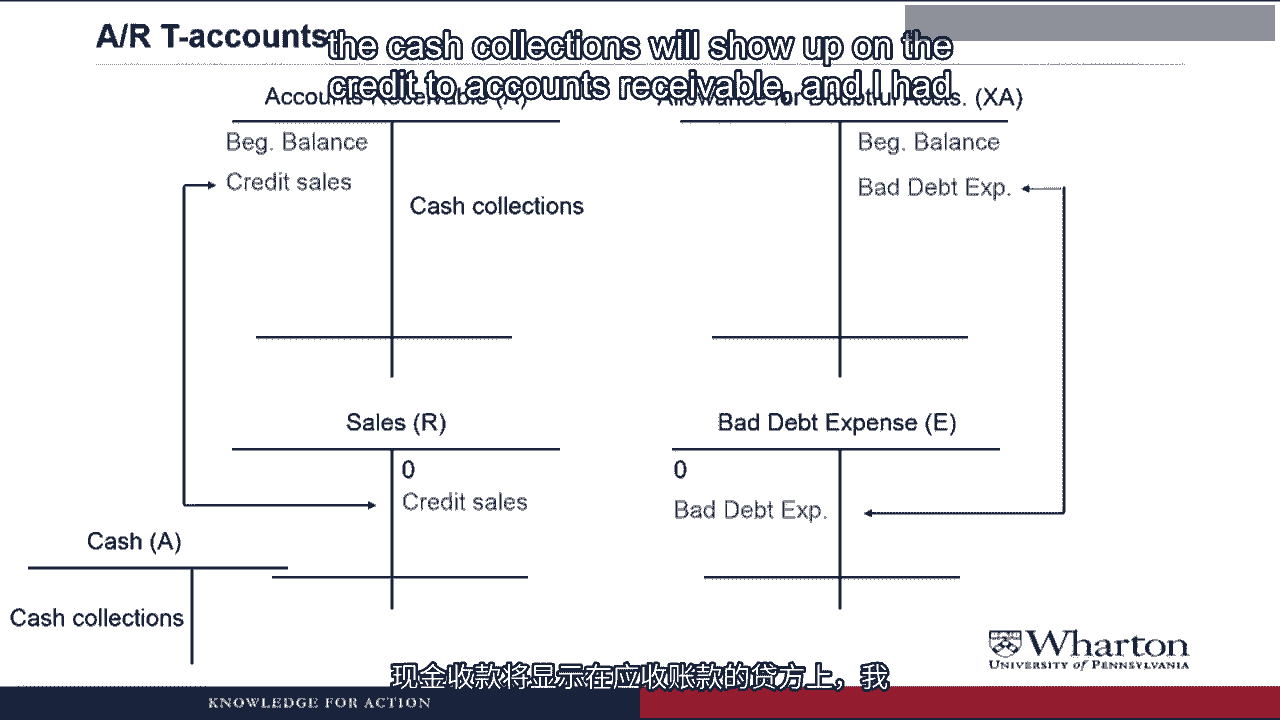 A/R T-accounts
the cash collections will show up on the
credit to accounts receivable, and I had
Accounts Receivable (A)
Allowance for Doubtful Accts. (XA)
Beg. Balance
Credit sales
Cash collections
Beg. Balance
Bad Debt Exp.
Sales (R)
0
Credit sales
Bad Debt Expense (E)
0
Bad Debt Exp.
Cash (A)
Cash collections
Wharton
UNIVERSITY of PENNSYLVANIA
现金收款将显示在应收账款的贷方上，我
KNOWLEDGE FOR ACTION